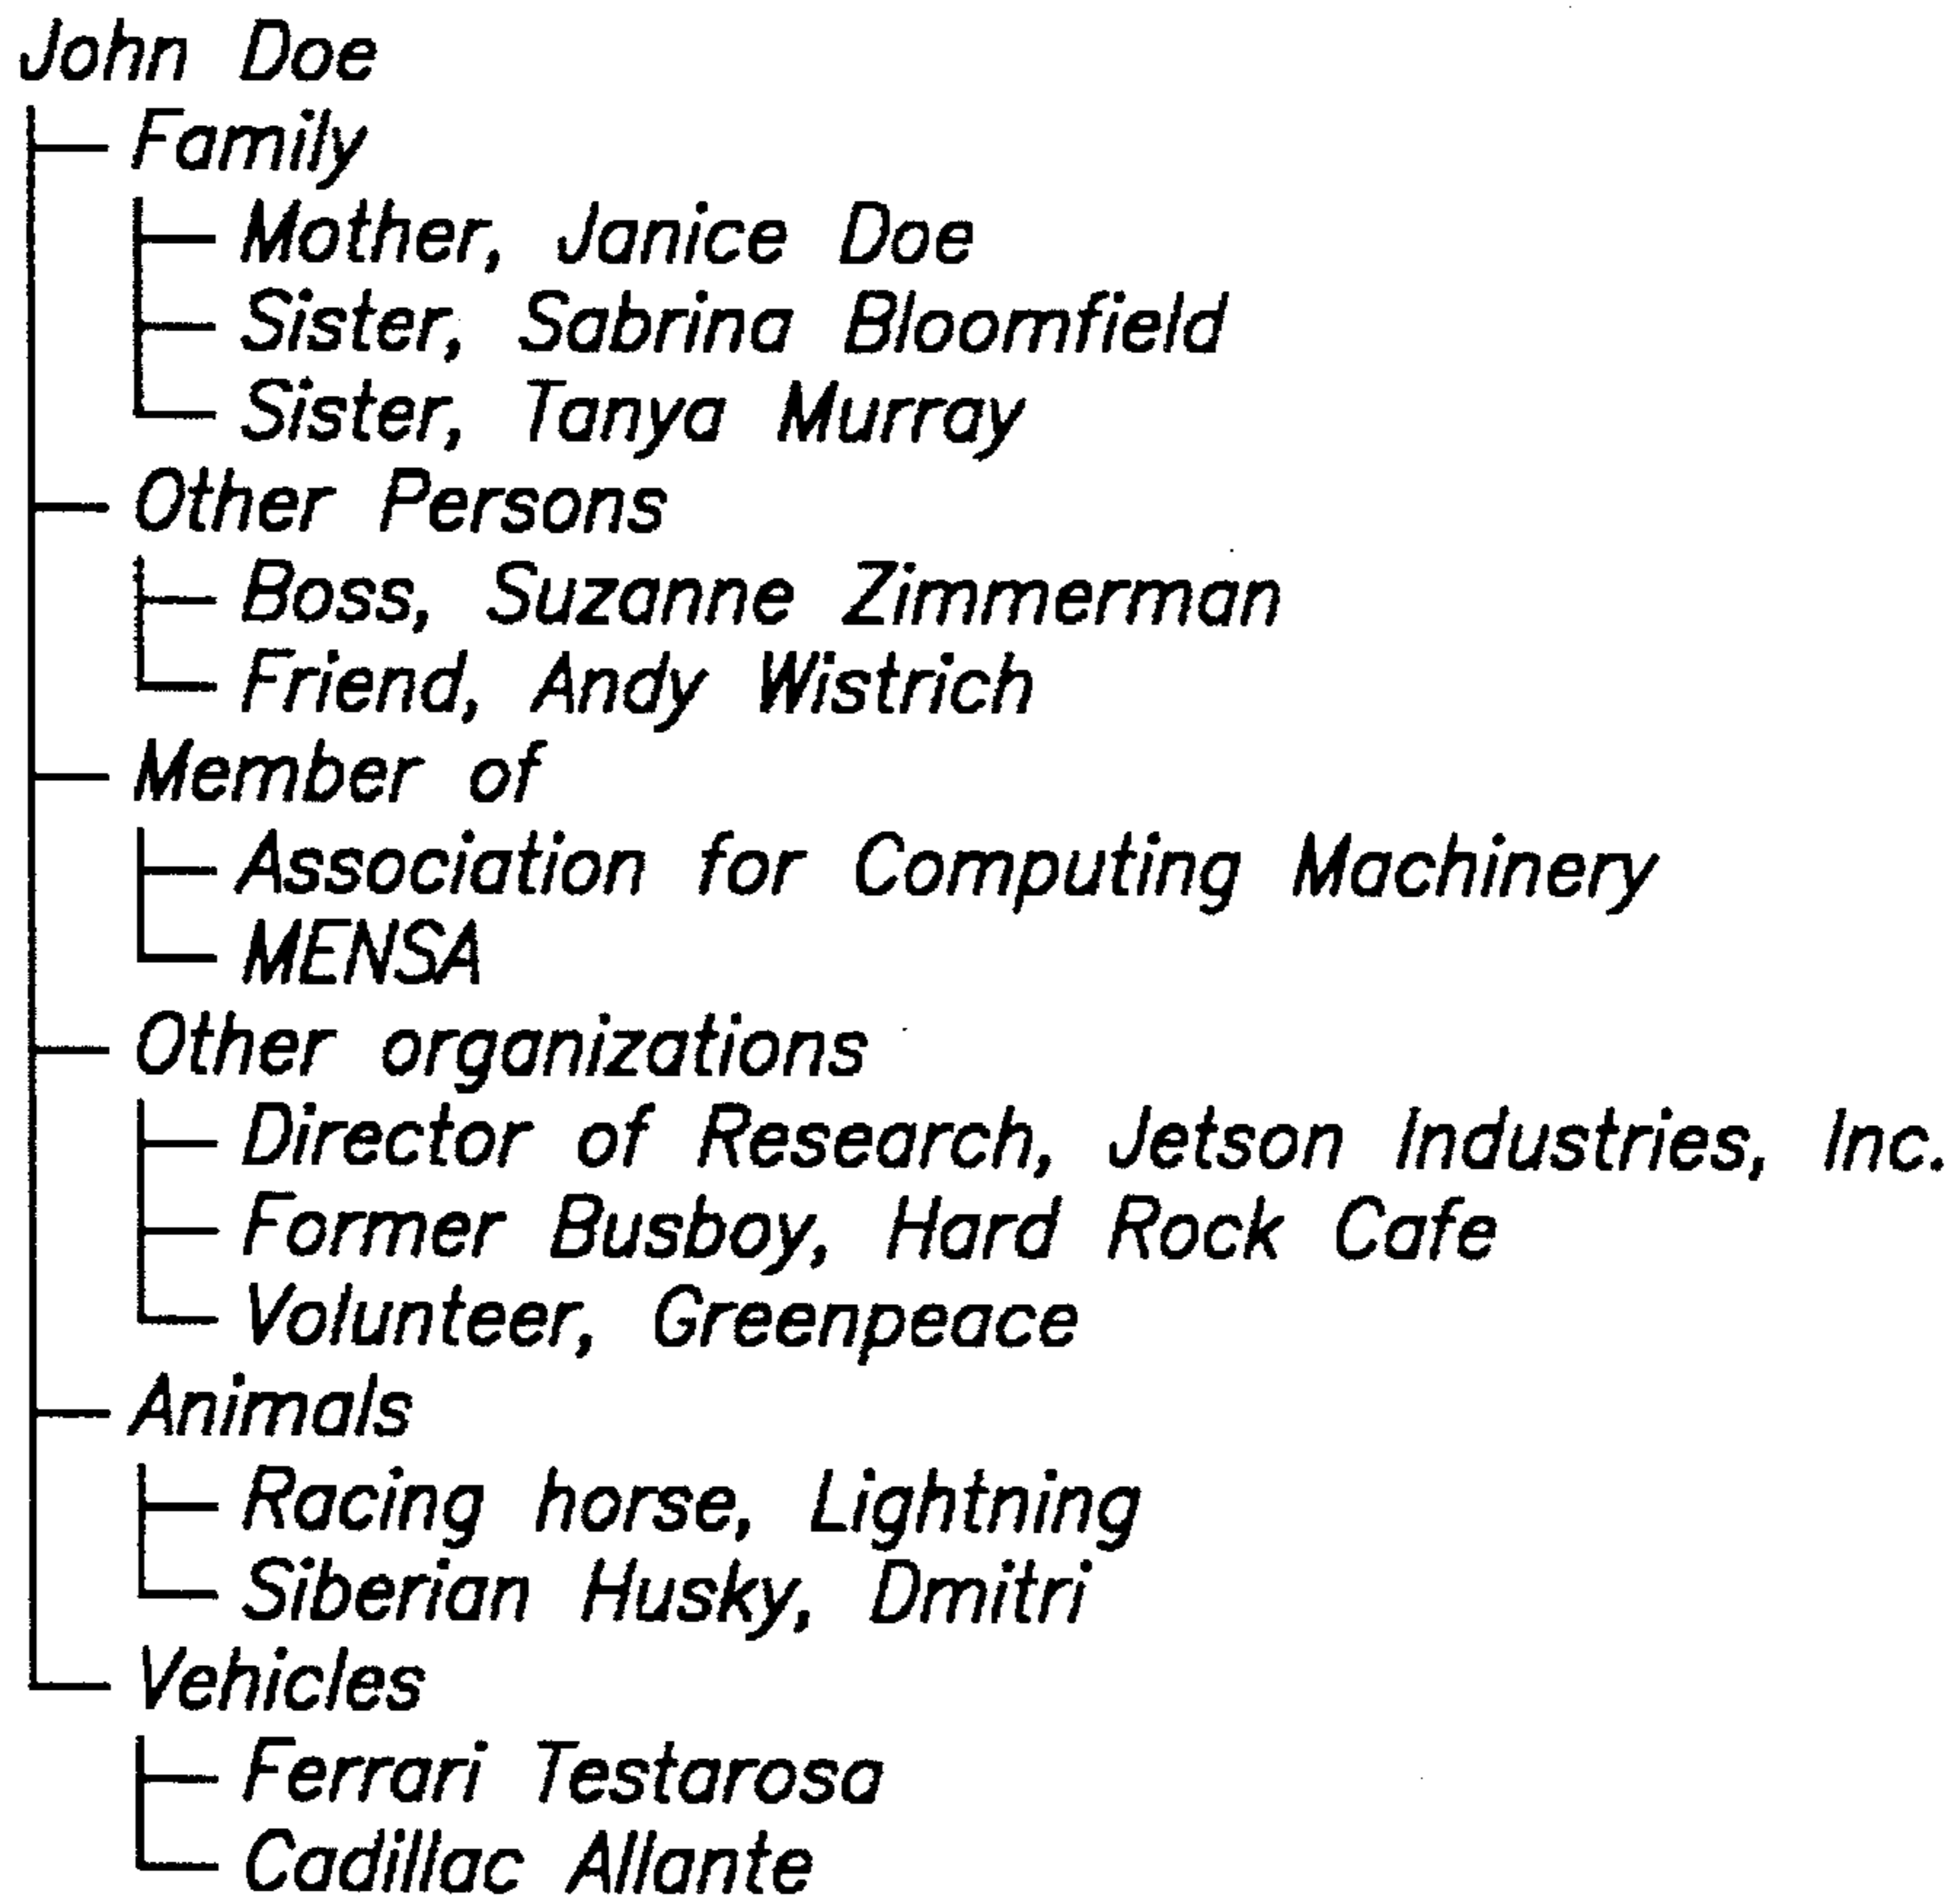 John Doe
Family
Mother, Janice Doe
Sister, Sabrina Bloomfield
Sister, Tanya Murray
Other Persons
Boss, Suzanne Zimmerman
Friend, Andy Wistrich
Member of
Association for Computing Machinery
MENSA
Other organizations
Director of Research, Jetson Industries, Inc.
Former Busboy, Hard Rock Cafe
Volunteer, Greenpeace
Animals
Racing horse, Lightning
Siberian Husky, Dmitri
Vehicles
Ferrari Testarosa
Cadillac Allante